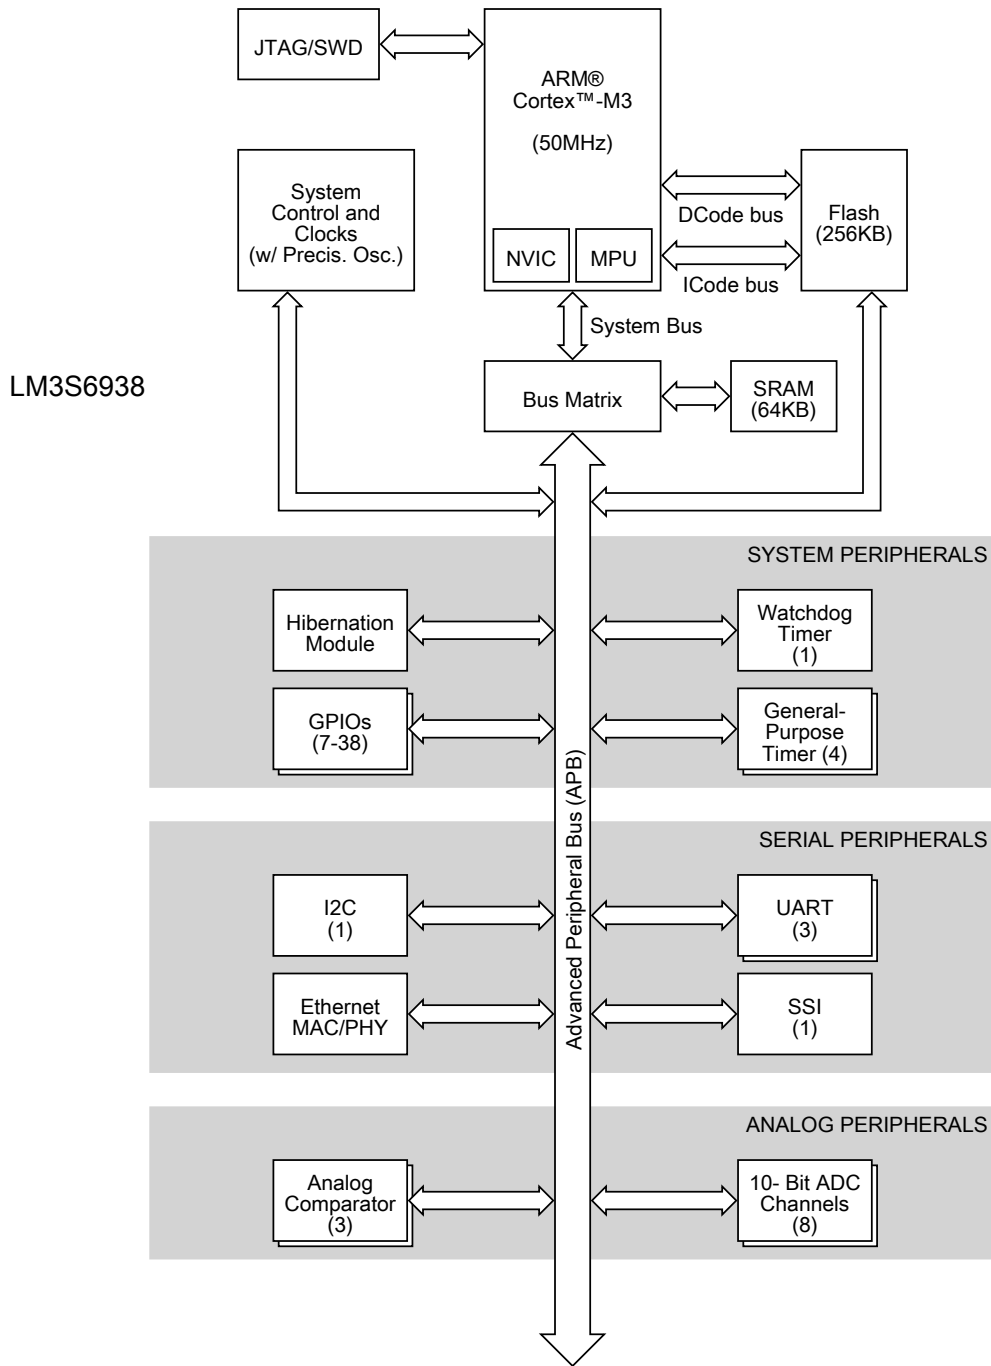 JTAG/SWD
ARM®
Cortex™-M3
(50MHz)
NVIC
MPU
System
Control and
Clocks
(w/ Precis. Osc.)
DCode bus
ICode bus
Flash
(256KB)
System Bus
LM3S6938
Bus Matrix
SRAM
(64KB)
SYSTEM PERIPHERALS
Hibernation
Module
Watchdog
Timer
(1)
GPIOs
(7-38)
General-
Purpose
Timer (4)
Advanced Peripheral Bus (APB)
SERIAL PERIPHERALS
I2C
(1)
UART
(3)
Ethernet
MAC/PHY
SSI
(1)
ANALOG PERIPHERALS
Analog
Comparator
(3)
10- Bit ADC
Channels
(8)